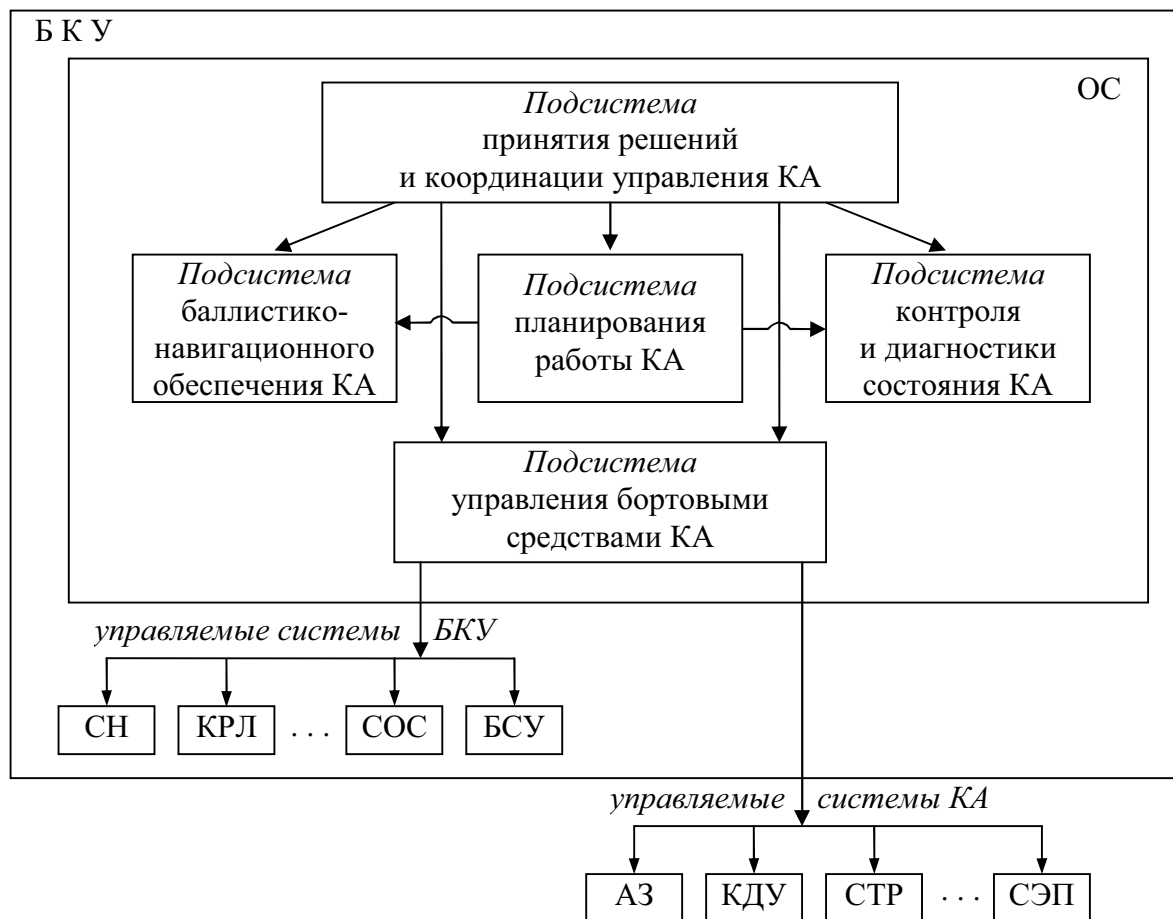 Б К У
ОС
Подсистема
принятия решений
и координации управления КА
Подсистема
баллистико-
навигационного
обеспечения КА
Подсистема
планирования
работы КА
Подсистема
контроля
и диагностики
состояния КА
Подсистема
управления бортовыми
средствами КА
управляемые системы БКУ
СН КРЛ . . . СОС БСУ
управляемые системы КА
АЗ КДУ СТР . . . СЭП